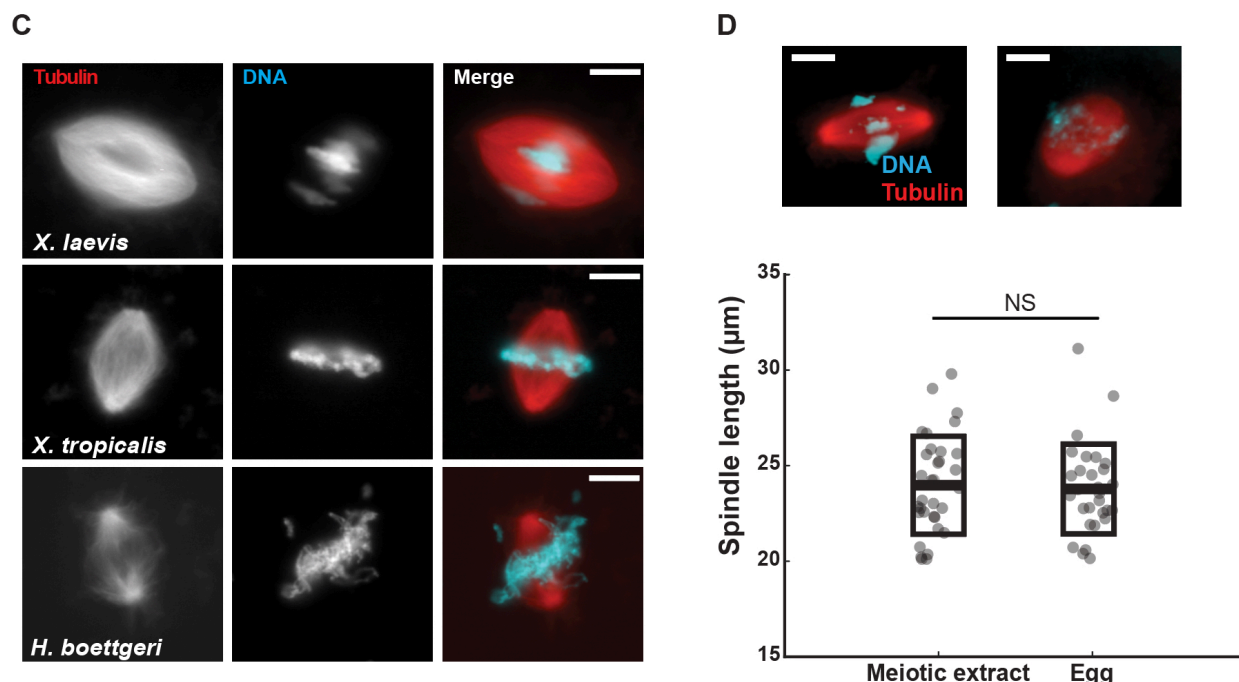 C
Tubulin
DNA
Merge
X. laevis
X. tropicalis
H. boettgeri
D
DNA
Tubulin
Spindle length (μm)
35
30
25
20
15
NS
Meiotic extract
Egg